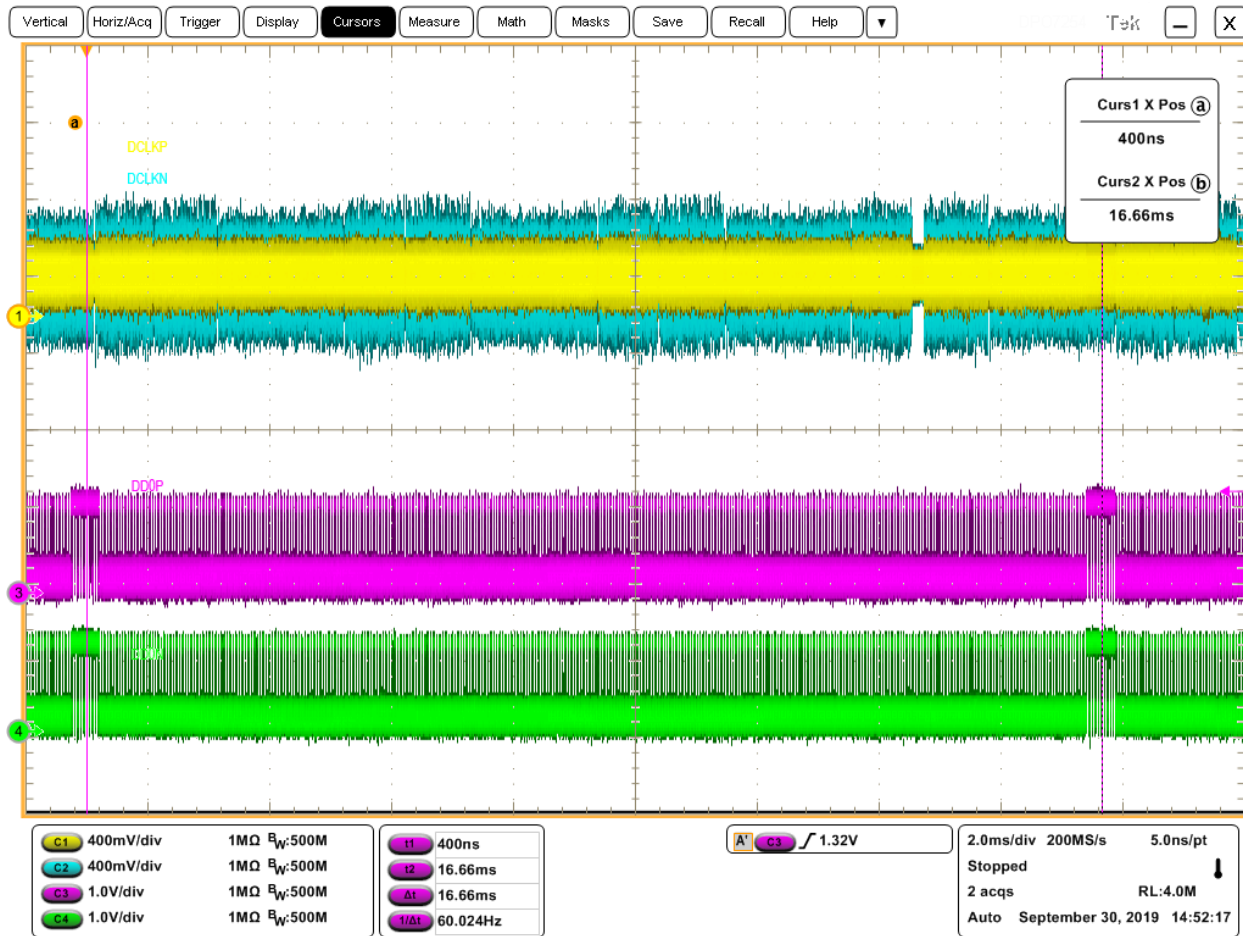 Vertical Horiz/Acq Trigger Display Cursors Measure Math Masks Save Recall Help Tek X
a
Curs1 X Pos a
400ns
Curs2 X Pos b
16.66ms
DCLKP
DCLKN
1
DD0P
3
4
C1 400mV/div 1MΩ BW:500M
C2 400mV/div 1MΩ BW:500M
C3 1.0V/div 1MΩ BW:500M
C4 1.0V/div 1MΩ BW:500M
t1 400ns
t2 16.66ms
Δt 16.66ms
1/Δt 60.024Hz
A' C3 1.32V
2.0ms/div 200MS/s 5.0ns/pt
Stopped
2 acqs RL:4.0M
Auto September 30, 2019 14:52:17